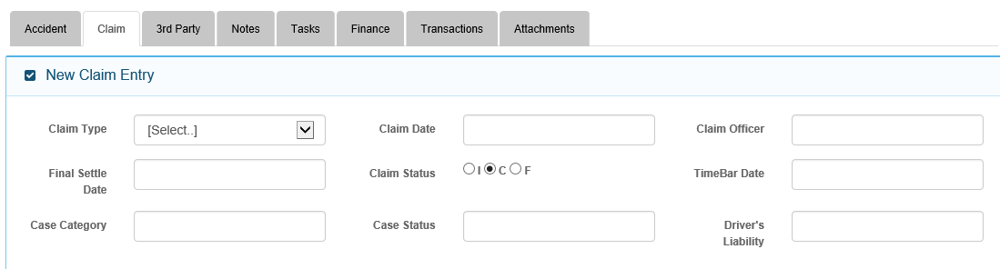 Accident Claim 3rd Party Notes Tasks Finance Transactions Attachments
New Claim Entry
Claim Type [Select..] Claim Date Claim Officer
Final Settle Date Claim Status I C F TimeBar Date
Case Category Case Status Driver's Liability